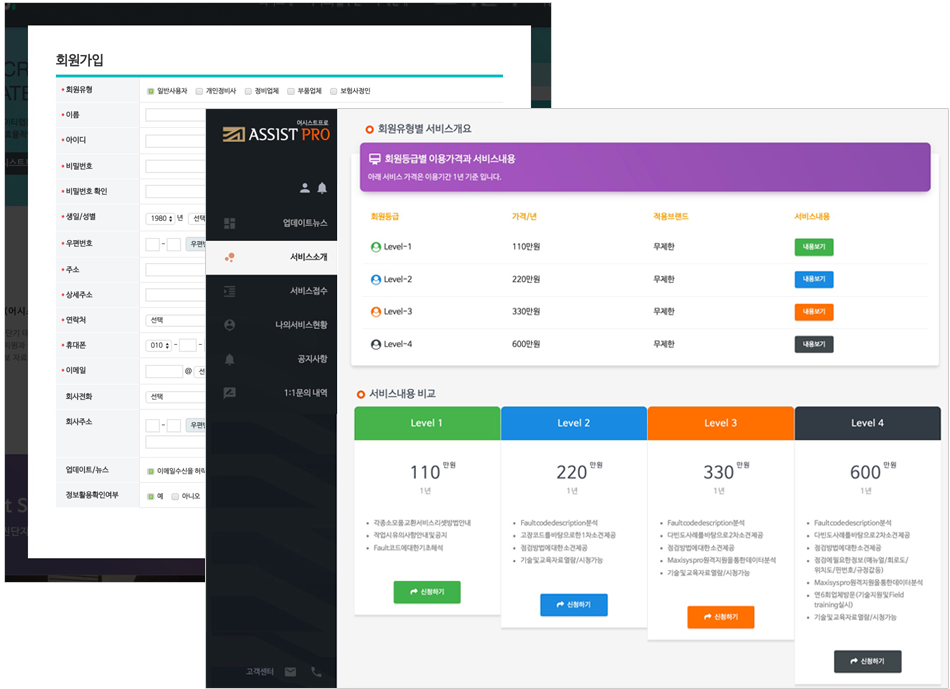 회원가입
• 회원유형
일반사용자 개인정비사 정비업체 부품업체 보험사정인
• 이름
• 아이디
• 비밀번호
• 비밀번호 확인
• 생일/성별
1980 년 선택
• 우편번호
- 우편번
• 주소
• 상세주소
• 연락처
선택
• 휴대폰
010 - -
• 이메일
@ 선
회사전화
선택
회사주소
- 우편번
업데이트/뉴스
이메일수신을 허락
정보활용확인여부
예 아니오
어시스트프로
ASSIST PRO
업데이트뉴스
서비스소개
서비스접수
나의서비스현황
공지사항
1:1문의 내역
고객센터
회원유형별 서비스개요
회원등급별 이용가격과 서비스내용
아래 서비스 가격은 이용기간 1년 기준 입니다.
회원등급 가격/년 적용브랜드 서비스내용
Level-1 110만원 무제한 내용보기
Level-2 220만원 무제한 내용보기
Level-3 330만원 무제한 내용보기
Level-4 600만원 무제한 내용보기
서비스내용 비교
Level 1
110 만원
1년
• 각종소모품교환서비스리셋방법안내
• 작업시유의사항안내및공지
• Fault코드에대한기초해석
신청하기
Level 2
220 만원
1년
• Faultcodedescription분석
• 고장코드를바탕으로한1차소견제공
• 점검방법에대한소견제공
• 기술및교육자료열람/시청가능
신청하기
Level 3
330 만원
1년
• Faultcodedescription분석
• 다빈도사례를바탕으로2차소견제공
• 점검방법에대한소견제공
• Maxisyspro원격지원을통한데이터분석
• 기술및교육자료열람/시청가능
신청하기
Level 4
600 만원
1년
• Faultcodedescription분석
• 다빈도사례를바탕으로2차소견제공
• 점검방법에대한소견제공
• 점검에필요한정보(매뉴얼/회로도/
위치도/핀번호/규정값등)
• Maxisyspro원격지원을통한데이터분석
• 연6회업체방문(기술지원및Field
training실시)
• 기술및교육자료열람/시청가능
신청하기